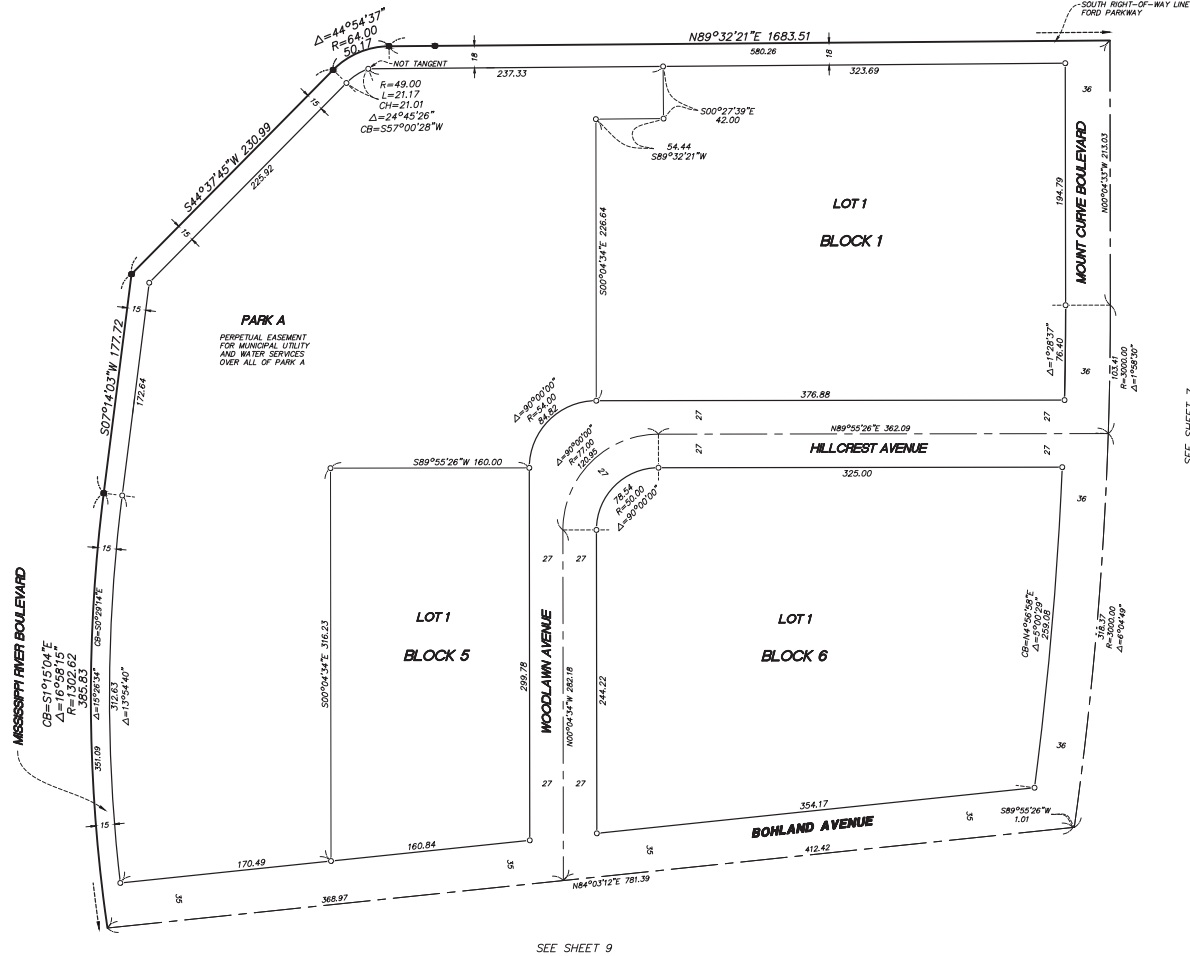 SOUTH RIGHT-OF-WAY LINE
FORD PARKWAY
Δ=44°54'37"
R=64.00
50.17
N89°32'21"E 1683.51
580.26
18
18
NOT TANGENT
237.33
323.69
R=49.00
L=21.17
CH=21.01
Δ=24°45'26"
CB=S57°00'28"W
S00°27'39"E
42.00
54.44
S89°32'21"W
36
15
S44°37'45"W 230.99
225.92
15
LOT 1
BLOCK 1
194.79
MOUNT CURVE BOULEVARD
N00°04'33"W 213.03
S00°04'34"E 226.64
PARK A
PERPETUAL EASEMENT
FOR MUNICIPAL UTILITY
AND WATER SERVICES
OVER ALL OF PARK A
15
S07°14'03"W 177.72
172.64
Δ=1°28'37"
76.40
36
103.41
R=3000.00
Δ=1°58'30"
SEE SHEET 7
Δ=90°00'00"
R=54.00
84.82
376.88
27
27
N89°55'26"E 362.09
HILLCREST AVENUE
27
27
Δ=90°00'00"
R=77.00
120.95
27
S89°55'26"W 160.00
325.00
78.54
R=50.00
Δ=90°00'00"
36
15
27
27
MISSISSIPPI RIVER BOULEVARD
CB=S1°15'04"E
Δ=16°58'15"
R=1302.62
385.83
CB=S0°29'14"E
Δ=15°26'34"
351.09
312.63
Δ=13°54'40"
LOT 1
BLOCK 5
S00°04'34"E 316.23
299.78
WOODLAWN AVENUE
N00°04'34"W 282.18
244.22
LOT 1
BLOCK 6
CB=N4°56'58"E
Δ=5°00'29"
259.08
318.37
R=3000.00
Δ=6°04'49"
36
27
27
15
354.17
S89°55'26"W
1.01
BOHLAND AVENUE
35
35
412.42
160.84
170.49
35
35
N84°03'12"E 781.39
368.97
SEE SHEET 9